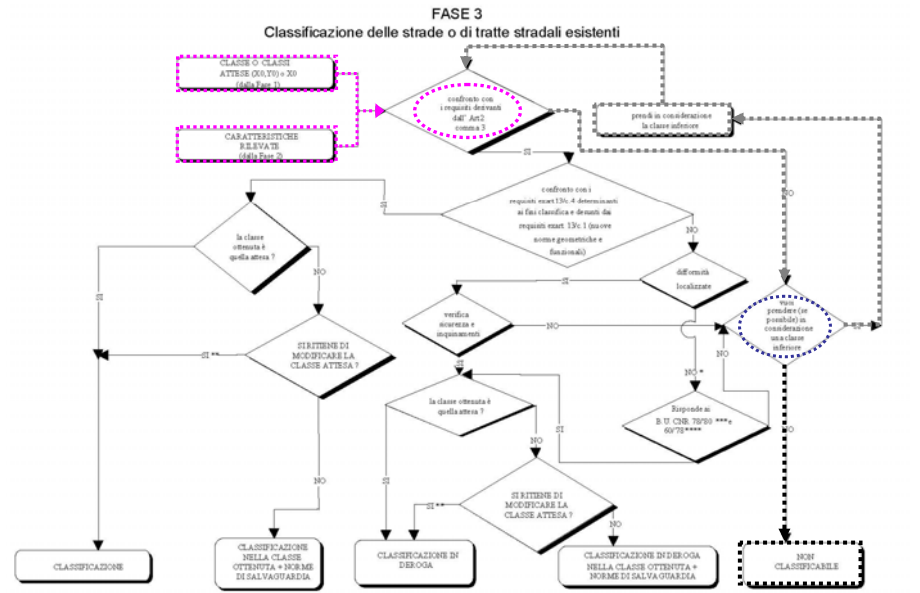 FASE 3
Classificazione delle strade o di tratte stradali esistenti
CLASSE O CLASSI
ATTESE (X0,Y0) o X0
(dalla Fase 1)
CARATTERISTICHE
RILEVATE
(dalla Fase 2)
confronto con
i requisiti derivanti
dall' Art2
comma 3
prendi in considerazione
la classe inferiore
SI
NO
confronto con i
requisiti exart.13/c.4 determinanti
ai fini classifica e desunti dai
requisiti exart. 13/c.1 (nuove
norme geometriche e
funzionali)
SI
NO
la classe
ottenuta è
quella attesa ?
SI
NO
difformità
localizzate
SI
NO *
verifica
sicurezza e
inquinamenti
NO
SI
vuoi
prendere (se
possibile) in
considerazione
una classe
inferiore
SI
NO
SI RITIENE DI
MODIFICARE LA
CLASSE ATTESA ?
SI **
NO
la classe ottenuta è
quella attesa ?
SI
NO
Risponde ai
B.U. CNR 78/80 ***e
60/78****
SI
NO
SI RITIENE DI
MODIFICARE LA
CLASSE ATTESA ?
SI **
NO
CLASSIFICAZIONE
CLASSIFICAZIONE
NELLA CLASSE
OTTENUTA + NORME
DI SALVAGUARDIA
CLASSIFICAZIONE IN
DEROGA
CLASSIFICAZIONE IN DEROGA
NELLA CLASSE OTTENUTA +
NORME DI SALVAGUARDIA
NON
CLASSIFICABILE